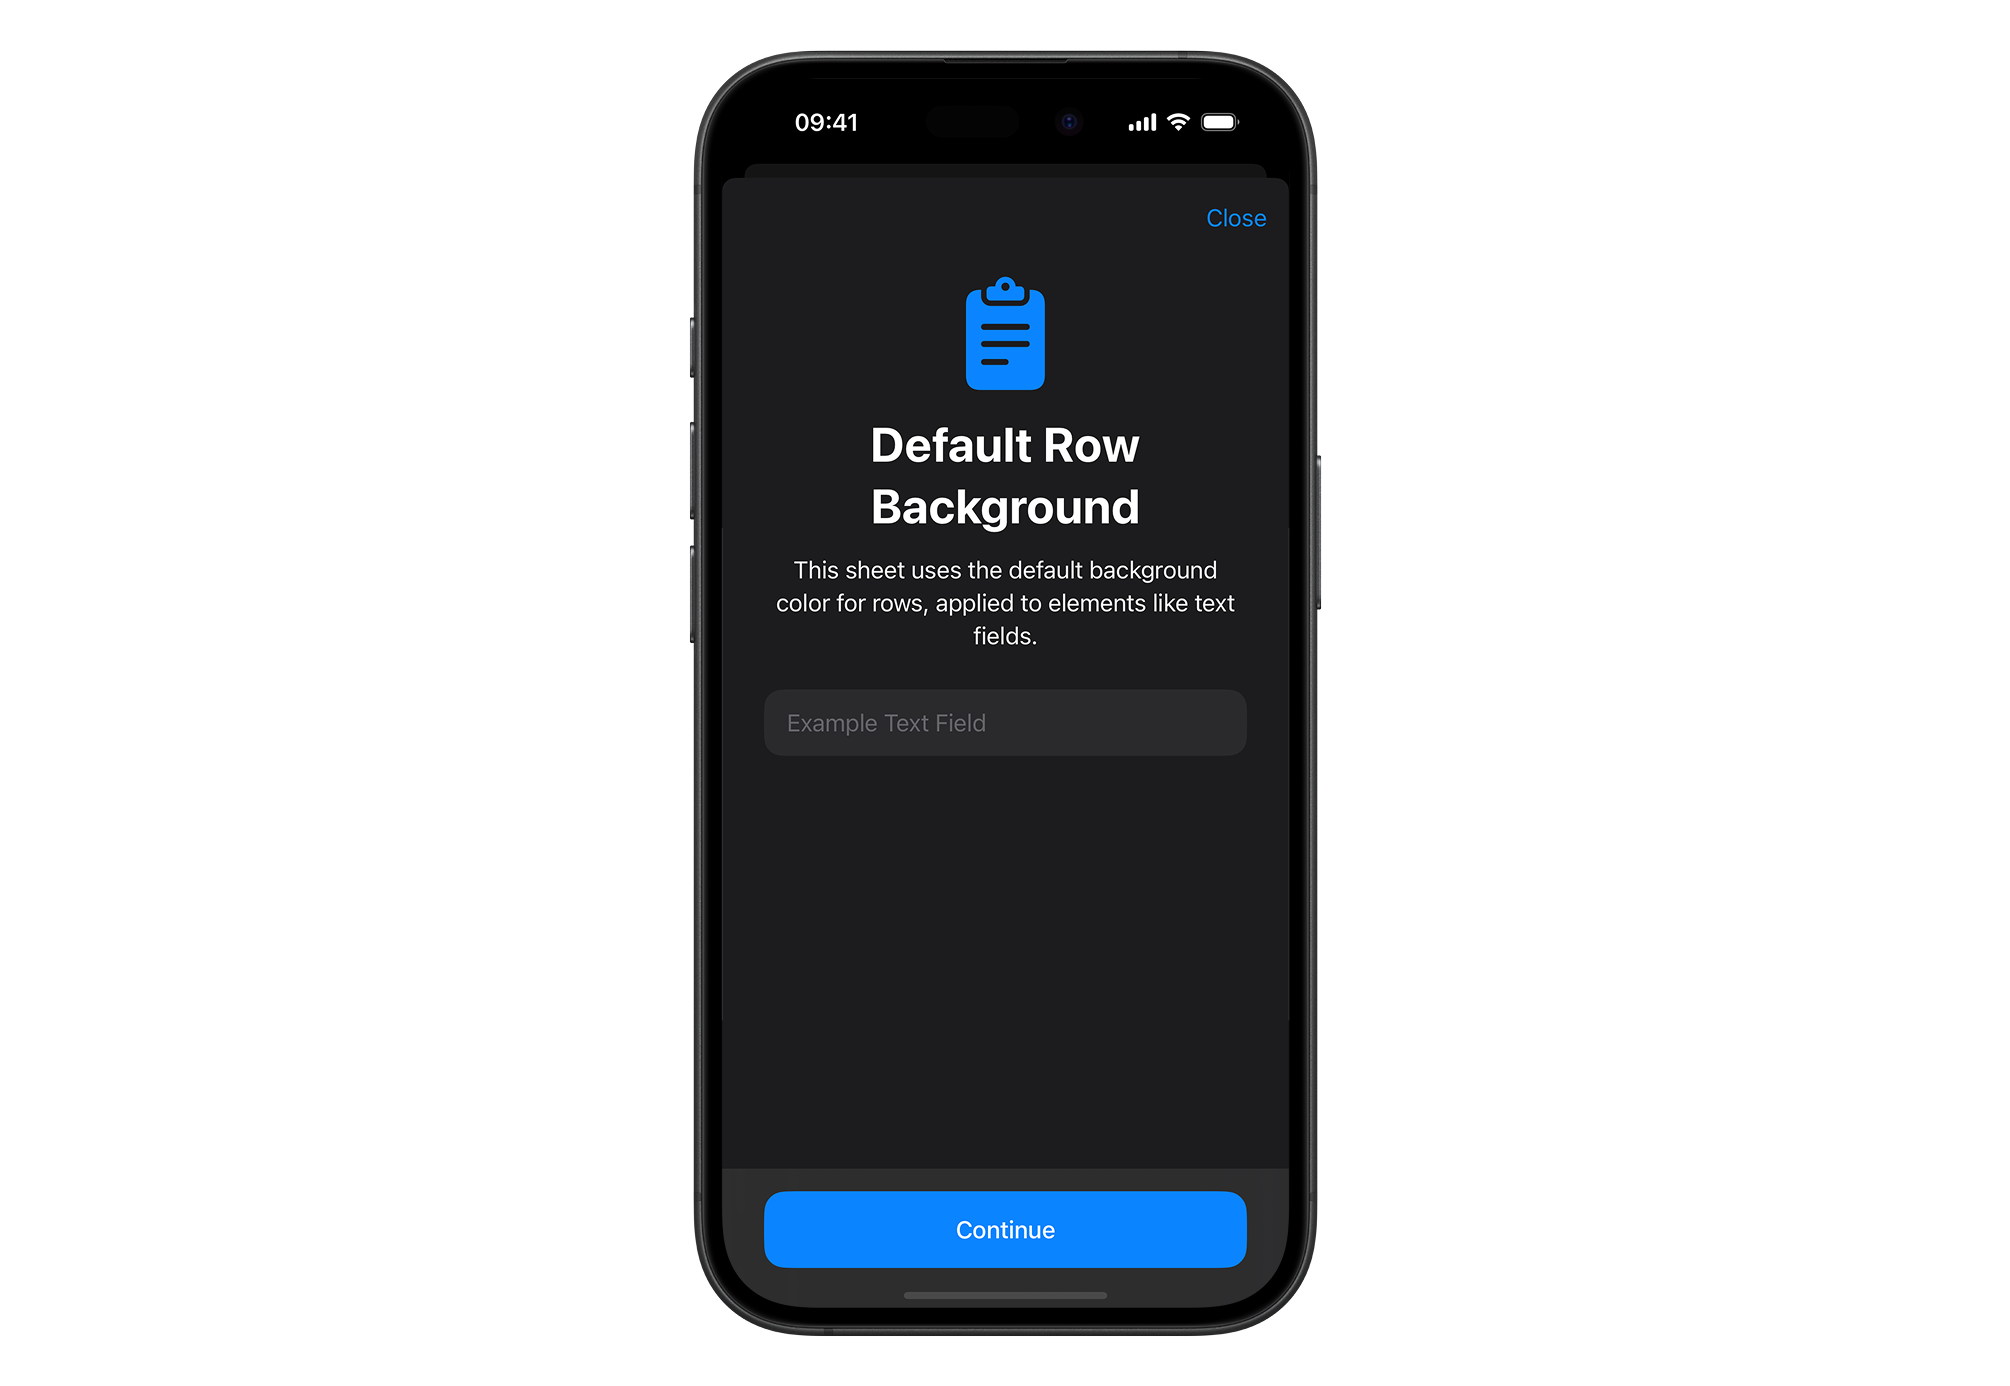 09:41
Close
Default Row
Background
This sheet uses the default background
color for rows, applied to elements like text
fields.
Example Text Field
Continue